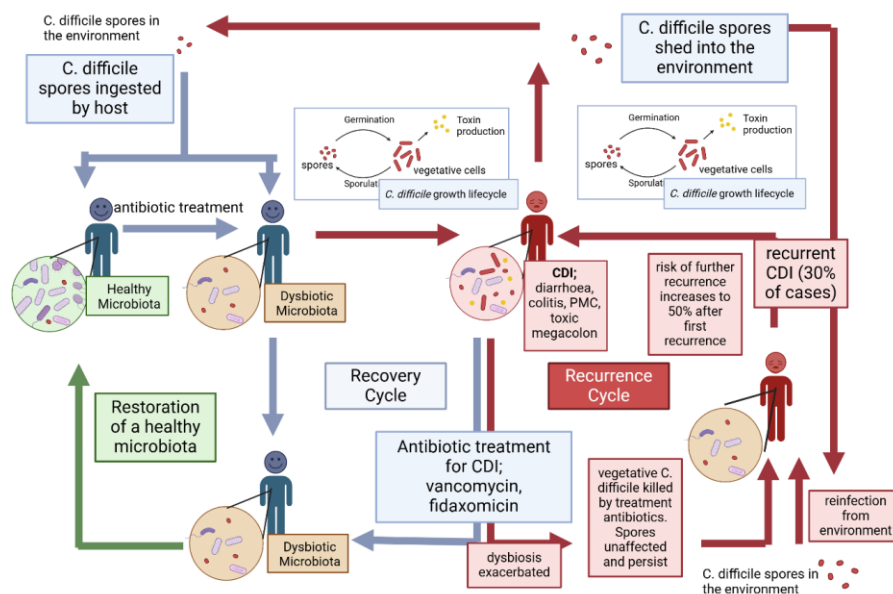 C. difficile spores in
the environment
C. difficile
spores ingested
by host
C. difficile spores
shed into the
environment
Germination
Toxin
production
spores
vegetative cells
Sporulat
C. difficile growth lifecycle
Germination
Toxin
production
spores
vegetative cells
Sporulat
C. difficile growth lifecycle
antibiotic treatment
Healthy
Microbiota
Dysbiotic
Microbiota
CDI;
diarrhoea,
colitis, PMC,
toxic
megacolon
risk of further
recurrence
increases to
50% after
first
recurrence
recurrent
CDI (30%
of cases)
Recovery
Cycle
Recurrence
Cycle
Restoration
of a healthy
microbiota
Antibiotic treatment
for CDI;
vancomycin,
fidaxomicin
Dysbiotic
Microbiota
dysbiosis
exacerbated
vegetative C.
difficile killed
by treatment
antibiotics.
Spores
unaffected
and persist
reinfection
from
environment
C. difficile spores in
the environment